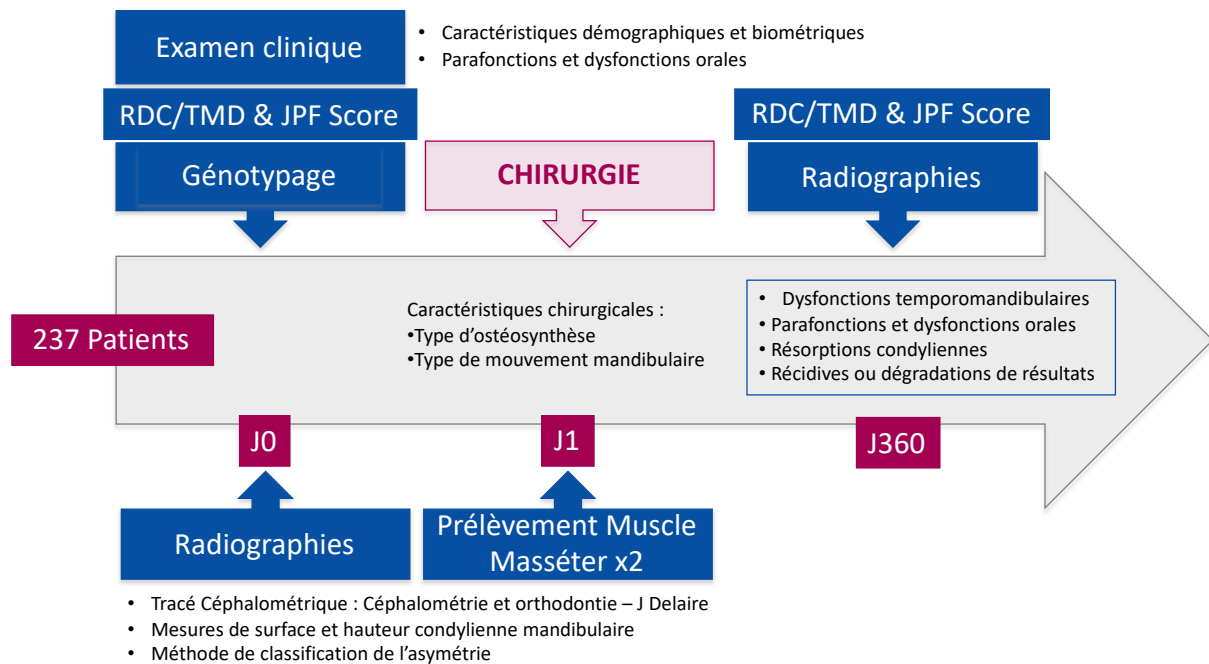 Examen clinique
• Caractéristiques démographiques et biométriques
• Parafonctions et dysfonctions orales
RDC/TMD & JPF Score
Génotypage
CHIRURGIE
RDC/TMD & JPF Score
Radiographies
237 Patients
Caractéristiques chirurgicales :
•Type d'ostéosynthèse
•Type de mouvement mandibulaire
• Dysfonctions temporomandibulaires
• Parafonctions et dysfonctions orales
• Résorptions condyliennes
• Récidives ou dégradations de résultats
J0
J1
J360
Radiographies
Prélèvement Muscle
Masséter x2
• Tracé Céphalométrique : Céphalométrie et orthodontie – J Delaire
• Mesures de surface et hauteur condylienne mandibulaire
• Méthode de classification de l'asymétrie